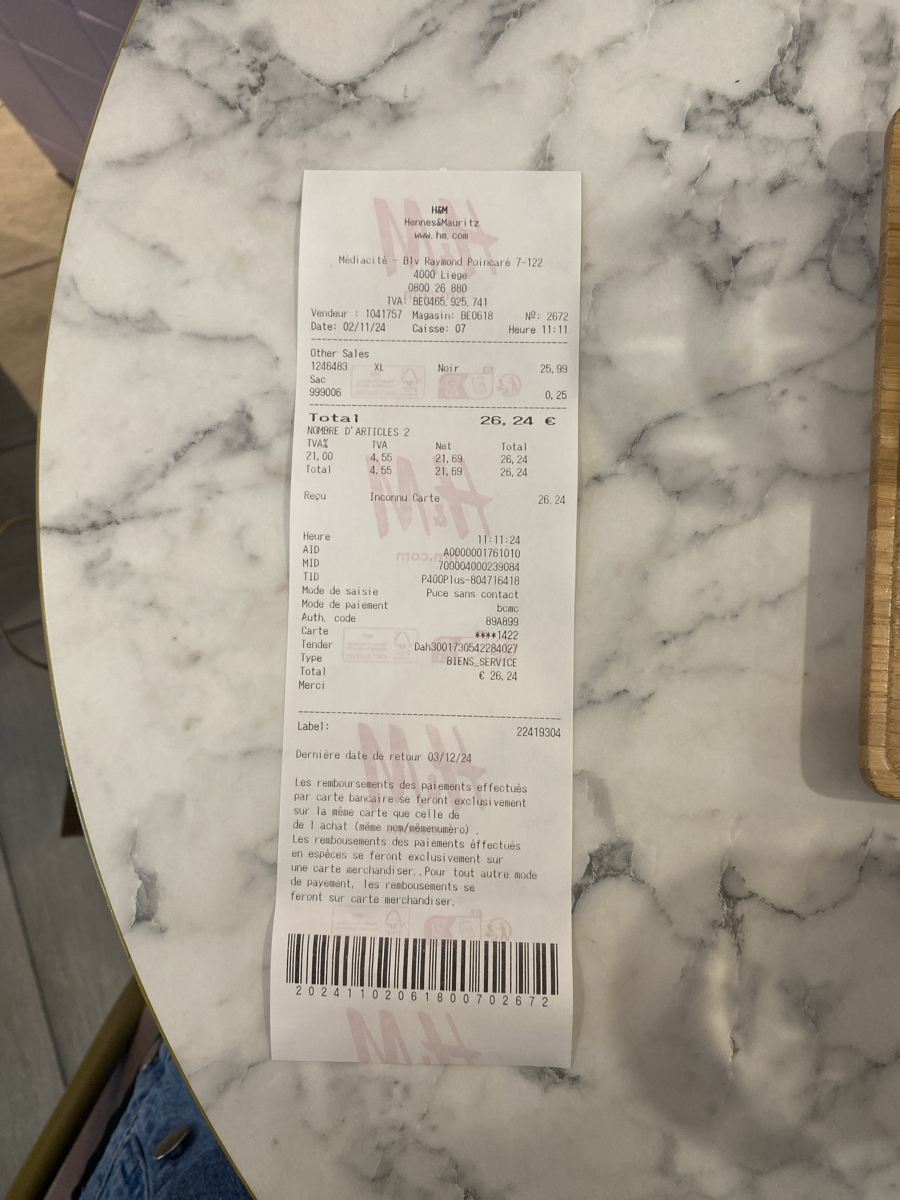 H&M
Hennes&Mauritz
www.hm.com
Médiacité - Blv Raymond Poincaré 7-122
4000 Liege
0800 26 880
TVA: BE0465.925.741
Vendeur : 1041757 Magasin: BE0618 Nº: 2672
Date: 02/11/24 Caisse: 07 Heure 11:11
Other Sales
1246483 XL Noir 25,99
Sac
999006 0,25
Total 26,24 €
NOMBRE D'ARTICLES 2
TVA% TVA Net Total
21,00 4,55 21,69 26,24
Total 4,55 21,69 26,24
Reçu Inconnu Carte 26,24
Heure 11:11:24
AID A0000001761010
MID 700004000239084
TID P400Plus-804716418
Mode de saisie Puce sans contact
Mode de paiement bcmc
Auth. code 89A899
Carte ****1422
Tender Dah3001730542284027
Type BIENS_SERVICE
Total € 26,24
Merci
Label: 22419304
Dernière date de retour 03/12/24
Les remboursements des paiements effectués
par carte bancaire se feront exclusivement
sur la même carte que celle de
de l achat (même nom/mêmenuméro) .
Les rembousements des paiements éffectués
en espèces se feront exclusivement sur
une carte merchandiser..Pour tout autre mode
de payement, les rembousements se
feront sur carte merchandiser.
20241102061800702672